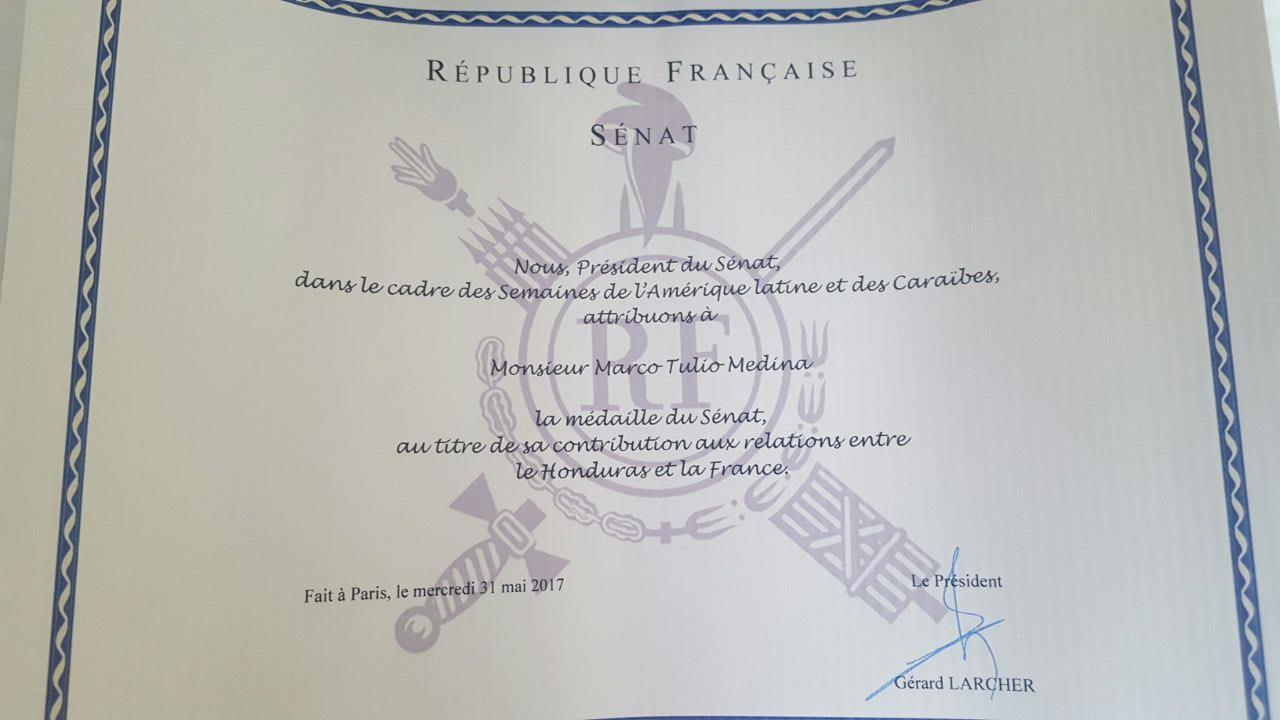 RÉPUBLIQUE FRANÇAISE
SÉNAT
Nous, Président du Sénat,
dans le cadre des Semaines de l'Amérique latine et des Caraïbes,
attribuons à
RF
Monsieur Marco Tulio Medina
la médaille du Sénat,
au titre de sa contribution aux relations entre
le Honduras et la France.
Fait à Paris, le mercredi 31 mai 2017
Le Président
Gérard LARCHER